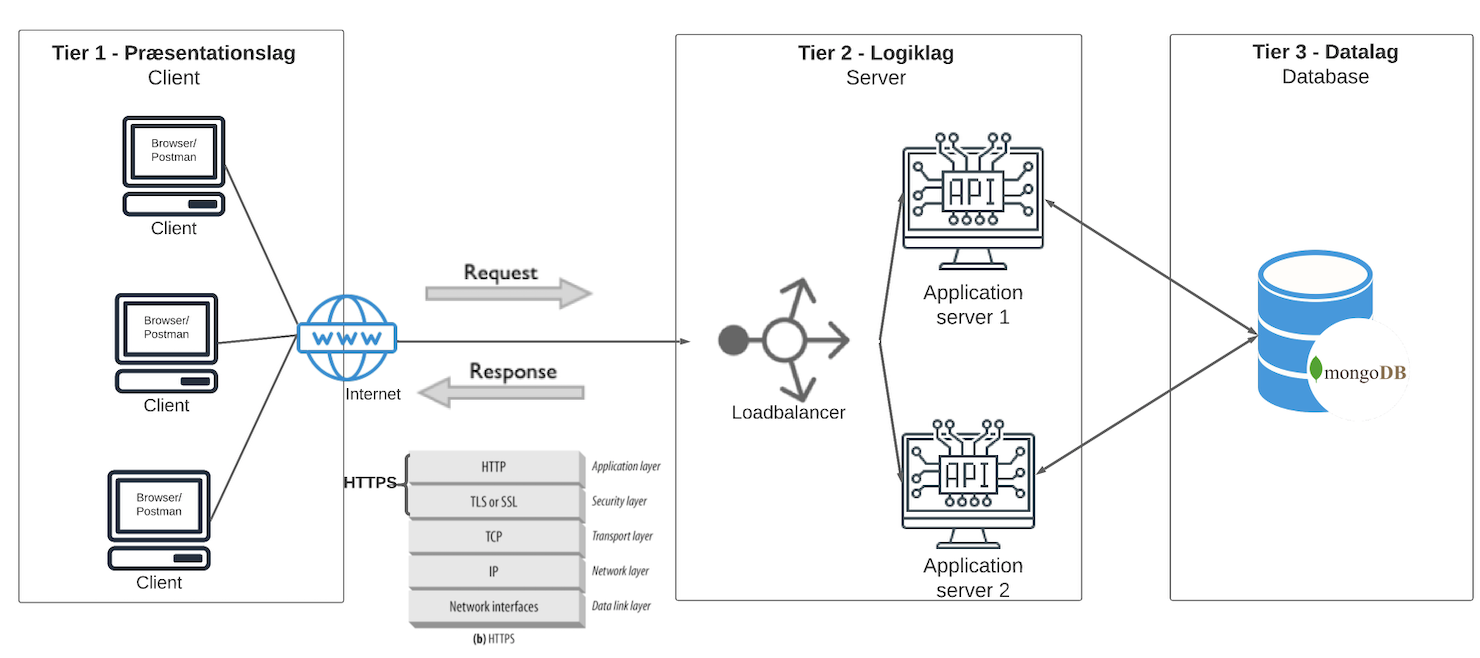 Tier 1 - Præsentationslag
Client
Browser/
Postman
Client
Browser/
Postman
Client
Browser/
Postman
Client
WWW
Internet
Request
Response
HTTPS
HTTP
Application layer
TLS or SSL
Security layer
TCP
Transport layer
IP
Network layer
Network interfaces
Data link layer
(b) HTTPS
Tier 2 - Logiklag
Server
Loadbalancer
API
Application
server 1
API
Application
server 2
Tier 3 - Datalag
Database
mongoDB